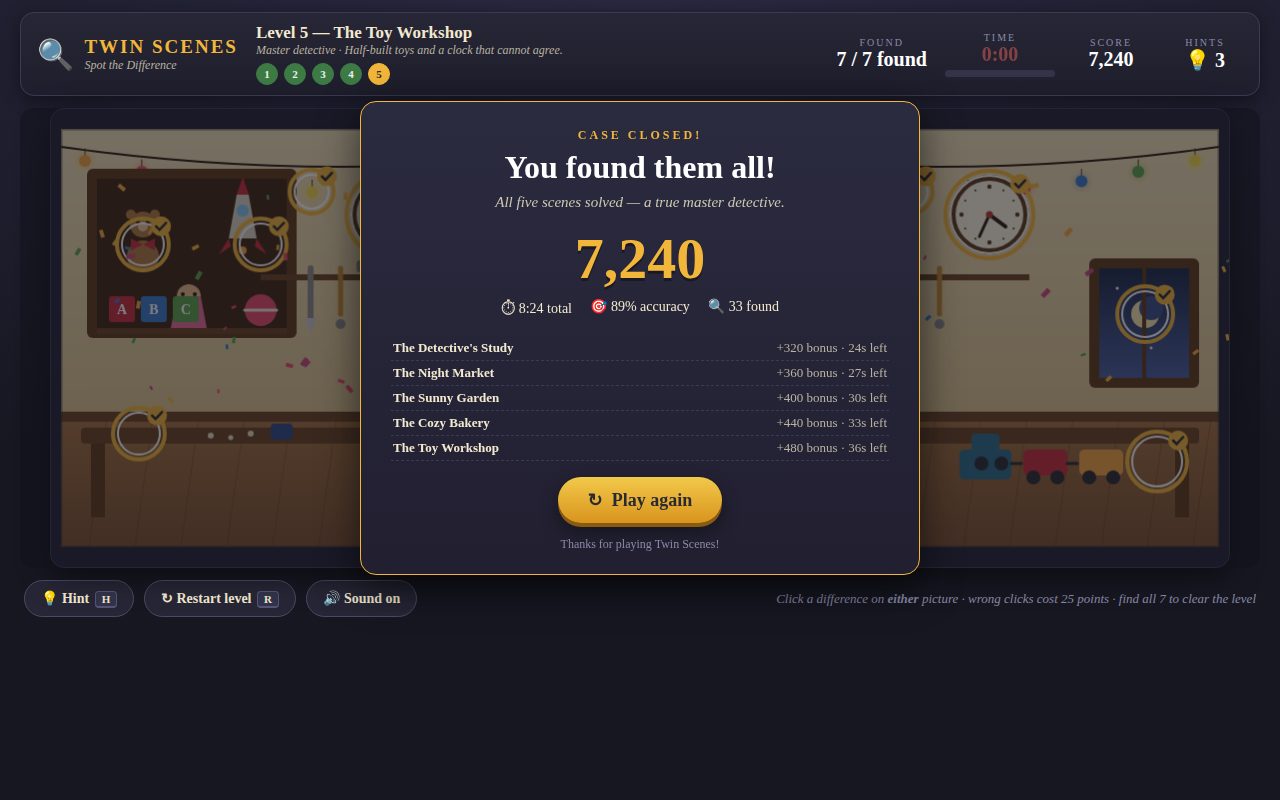 TWIN SCENES
Spot the Difference
Level 5 — The Toy Workshop
Master detective · Half-built toys and a clock that cannot agree.
1 2 3 4 5
FOUND
7 / 7 found
TIME
0:00
SCORE
7,240
HINTS
3
A B C
CASE CLOSED!
You found them all!
All five scenes solved — a true master detective.
7,240
8:24 total 89% accuracy 33 found
The Detective's Study +320 bonus · 24s left
The Night Market +360 bonus · 27s left
The Sunny Garden +400 bonus · 30s left
The Cozy Bakery +440 bonus · 33s left
The Toy Workshop +480 bonus · 36s left
↻ Play again
Thanks for playing Twin Scenes!
Hint H
↻ Restart level R
Sound on
Click a difference on either picture · wrong clicks cost 25 points · find all 7 to clear the level